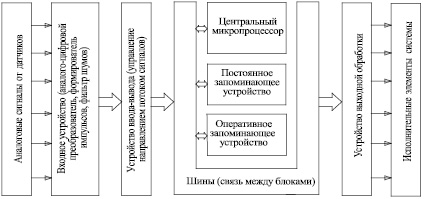 Аналоговые сигналы от датчиков
Входное устройство (аналого-цифровой
преобразователь, формирователь
импульсов, фильтр шумов)
Устройство ввода-вывода (управление
направлением потоком сигналов)
Центральный
микропроцессор
Постоянное
запоминающее
устройство
Оперативное
запоминающее
устройство
Шины (связь между блоками)
Устройство выходной обработки
Исполнительные элементы системы